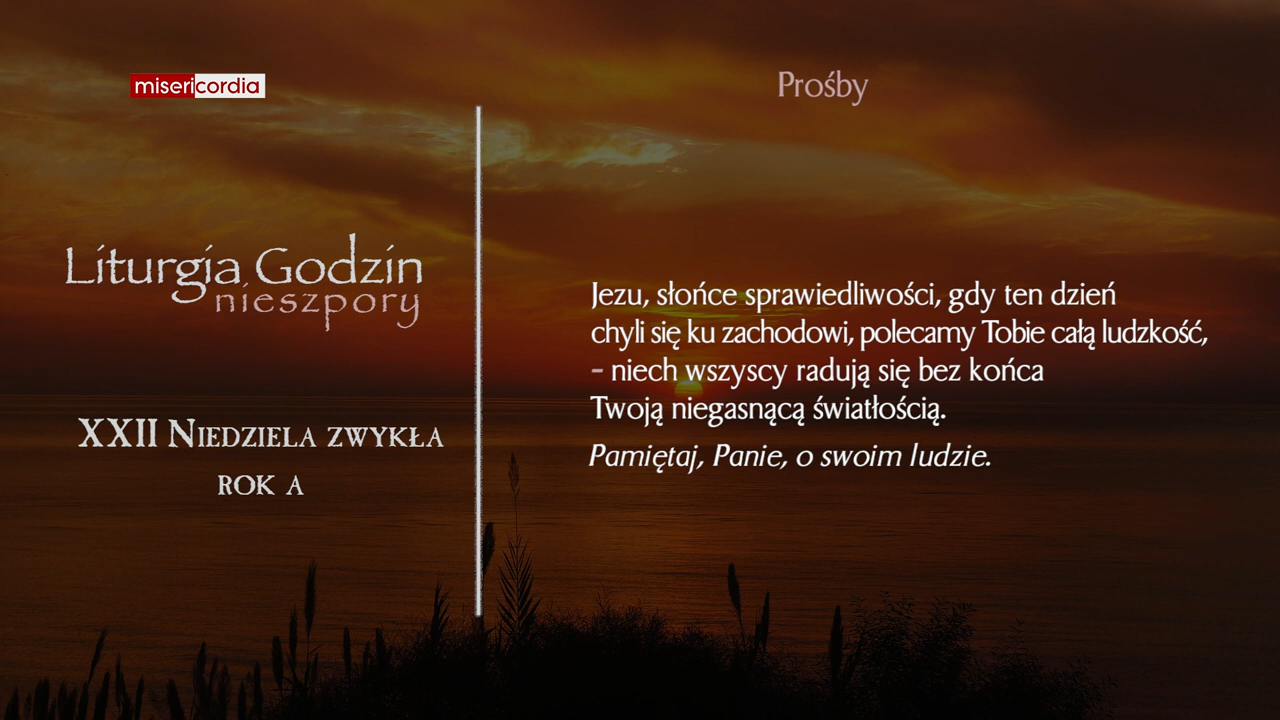 misericordia
Liturgia Godzin
nieszpory
XXII Niedziela zwykła
rok a
Prośby
Jezu, słońce sprawiedliwości, gdy ten dzień
chyli się ku zachodowi, polecamy Tobie całą ludzkość,
- niech wszyscy radują się bez końca
Twoją niegasnącą światłością.
Pamiętaj, Panie, o swoim ludzie.